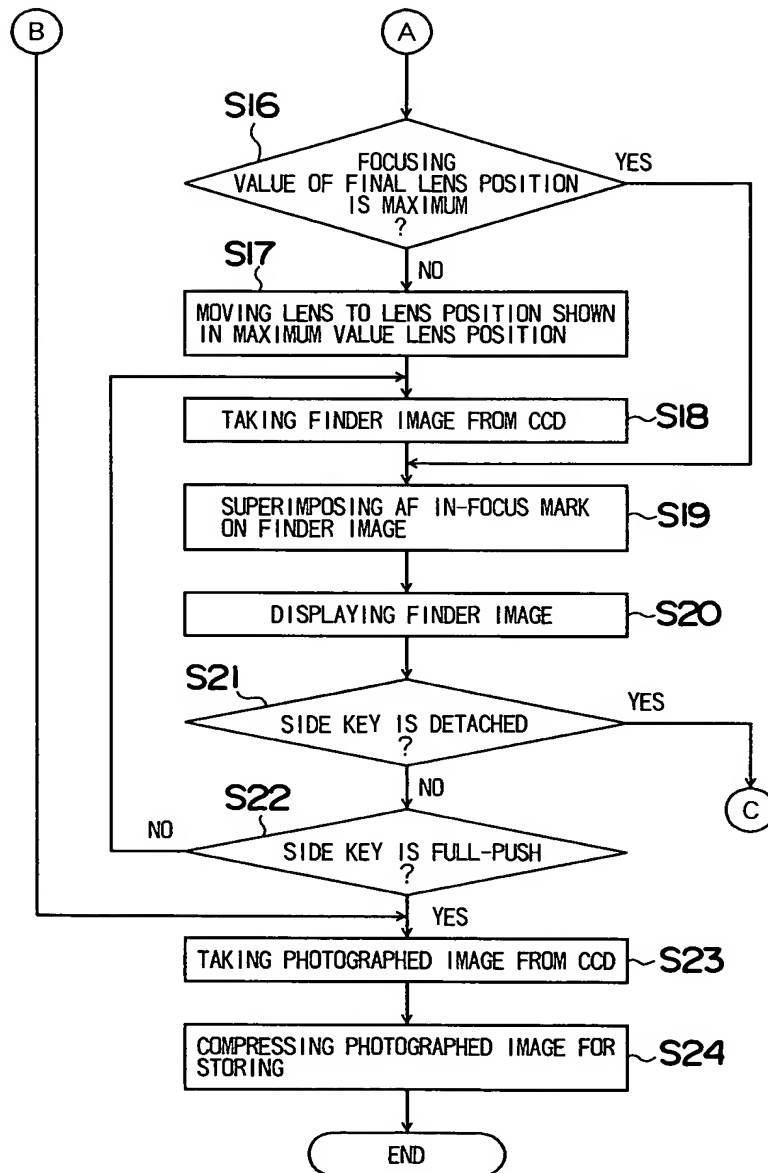 B
A
S16
FOCUSING
VALUE OF FINAL LENS POSITION
IS MAXIMUM
?
YES
NO
S17
MOVING LENS TO LENS POSITION SHOWN
IN MAXIMUM VALUE LENS POSITION
TAKING FINDER IMAGE FROM CCD
S18
SUPERIMPOSING AF IN-FOCUS MARK
ON FINDER IMAGE
S19
DISPLAYING FINDER IMAGE
S20
S21
SIDE KEY IS DETACHED
?
YES
NO
C
S22
NO
SIDE KEY IS FULL-PUSH
?
YES
TAKING PHOTOGRAPHED IMAGE FROM CCD
S23
COMPRESSING PHOTOGRAPHED IMAGE FOR
STORING
S24
END